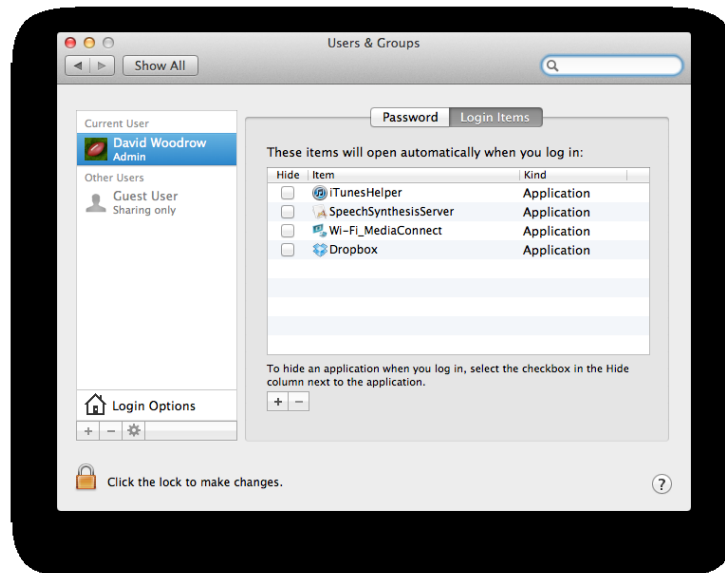 Users & Groups
Show All
Current User
David Woodrow
Admin
Other Users
Guest User
Sharing only
Login Options
+ -
Password Login Items
These items will open automatically when you log in:
Hide Item Kind
iTunesHelper Application
SpeechSynthesisServer Application
Wi-Fi_MediaConnect Application
Dropbox Application
To hide an application when you log in, select the checkbox in the Hide
column next to the application.
+ -
Click the lock to make changes.
?